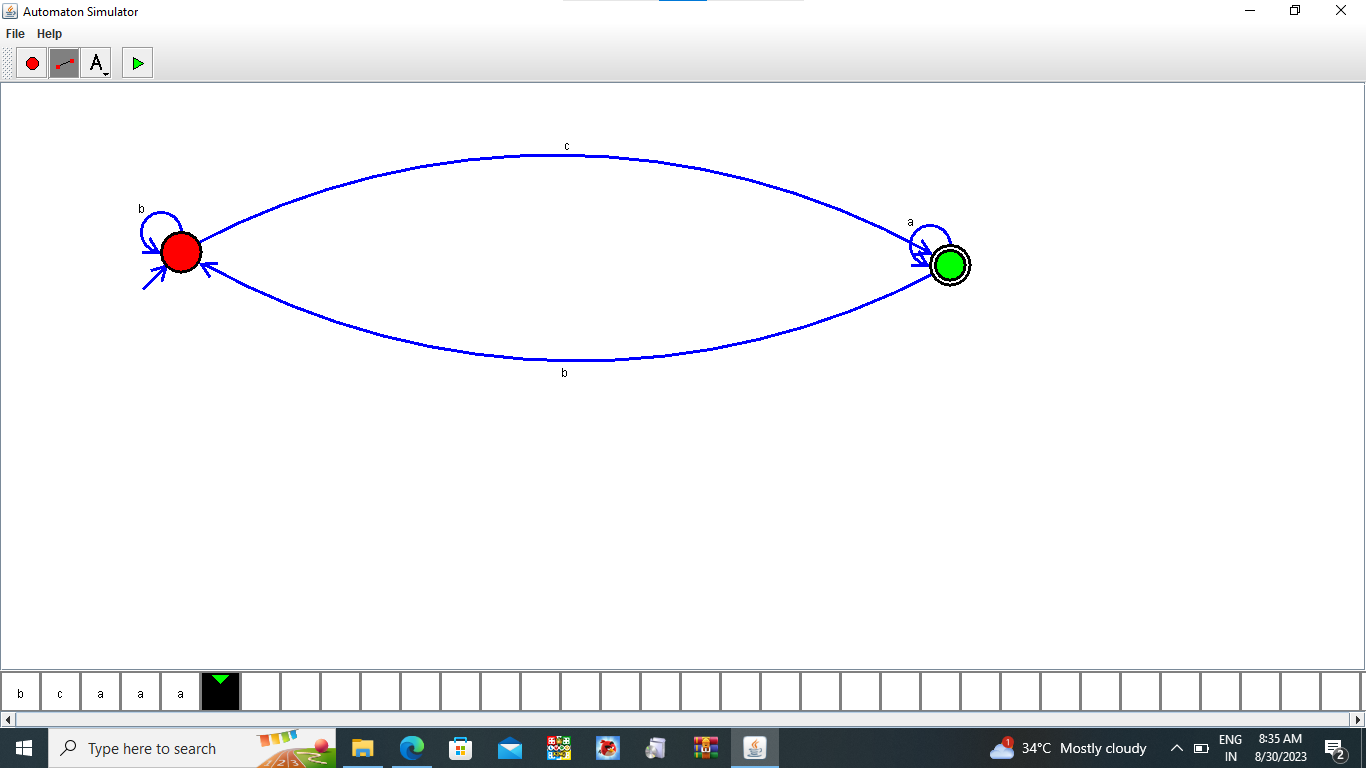 Automaton Simulator
File Help
A
c
b
a
b
b c a a a
Type here to search
1
34°C Mostly cloudy
ENG
IN
8:35 AM
8/30/2023
2